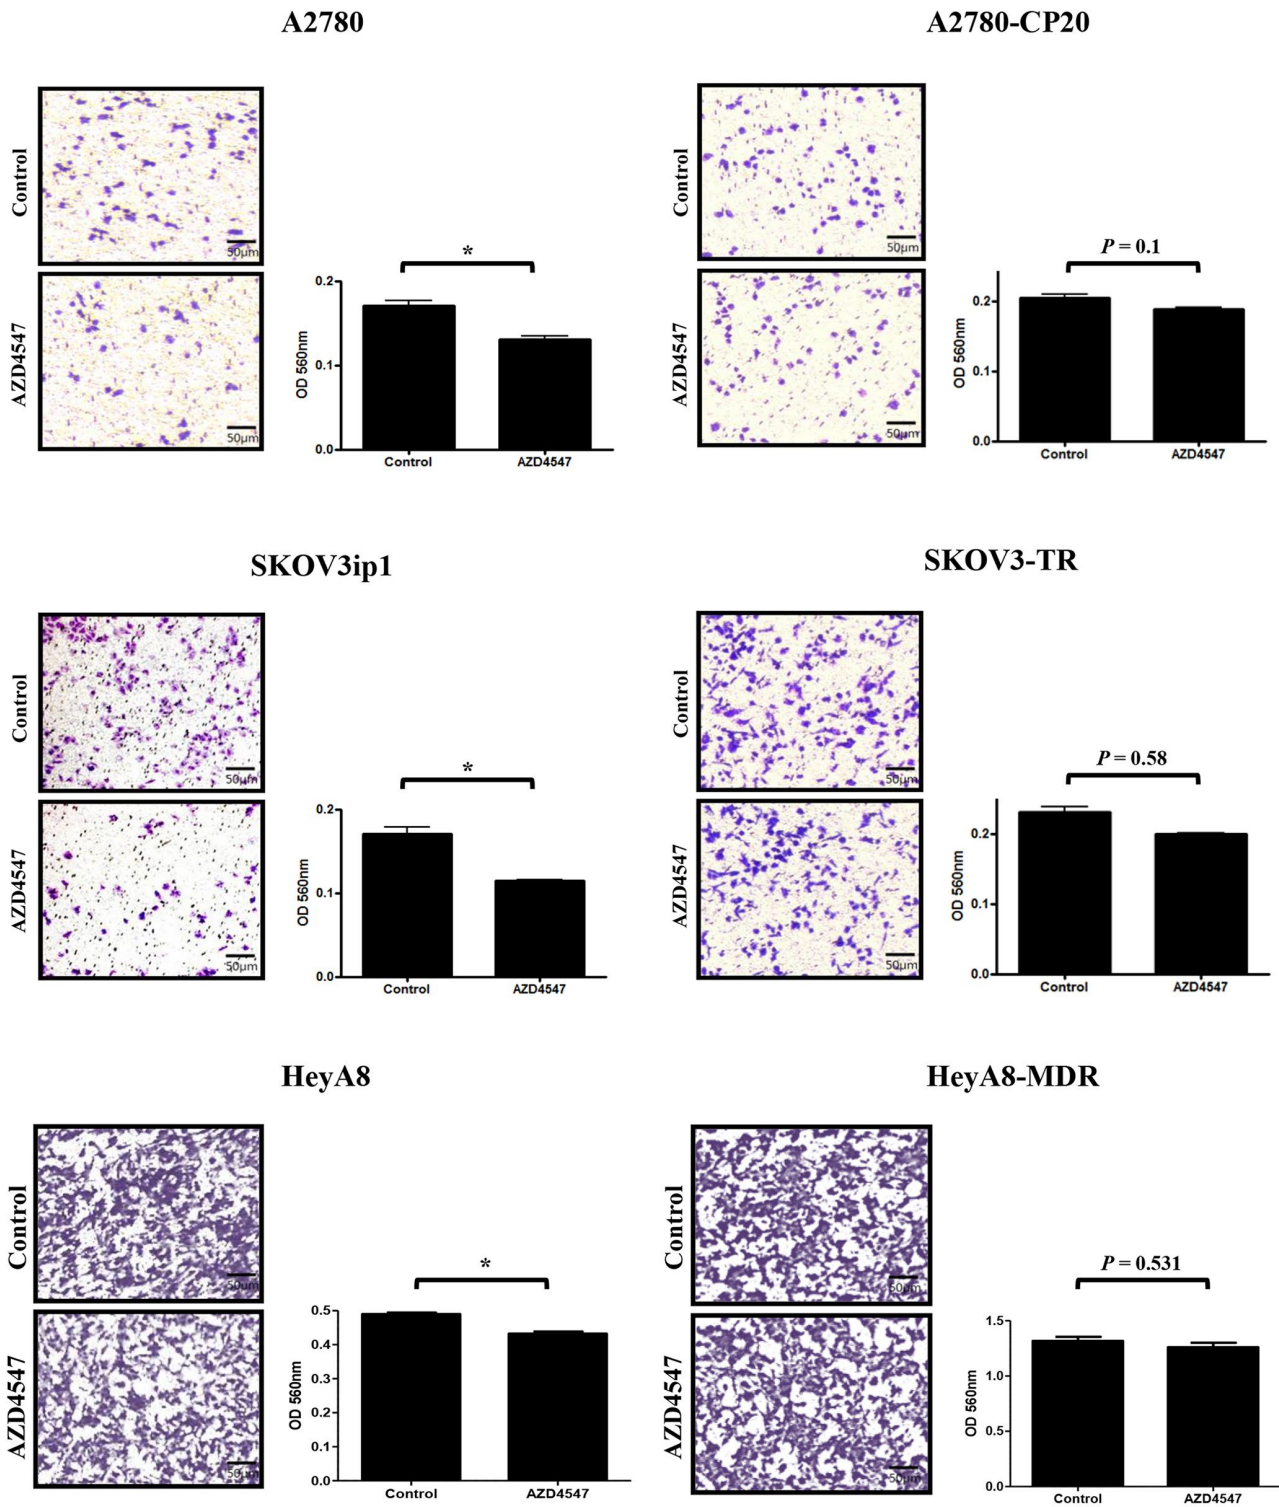 A2780
A2780-CP20
Control
50µm
AZD4547
50µm
*
0.2
0.1
0.0
OD 560nm
Control
AZD4547
Control
50µm
AZD4547
50µm
P = 0.1
0.2
0.1
0.0
OD 560nm
Control
AZD4547
SKOV3ip1
SKOV3-TR
Control
50µm
AZD4547
50µm
*
0.2
0.1
0.0
OD 560nm
Control
AZD4547
Control
50µm
AZD4547
50µm
P = 0.58
0.2
0.1
0.0
OD 560nm
Control
AZD4547
HeyA8
HeyA8-MDR
Control
50µm
AZD4547
50µm
*
0.5
0.4
0.3
0.2
0.1
0.0
OD 560nm
Control
AZD4547
Control
50µm
AZD4547
50µm
P = 0.531
1.5
1.0
0.5
0.0
OD 560nm
Control
AZD4547